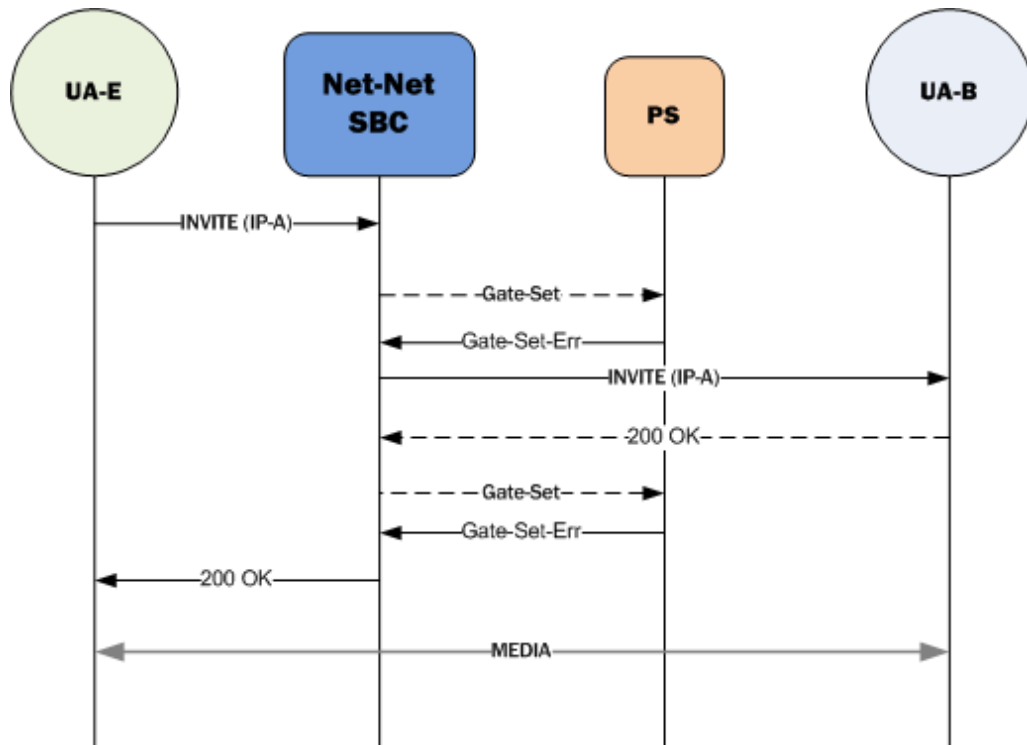 UA-E
Net-Net
SBC
PS
UA-B
INVITE (IP-A)
Gate-Set
Gate-Set-Err
INVITE (IP-A)
200 OK
Gate-Set
Gate-Set-Err
200 OK
MEDIA